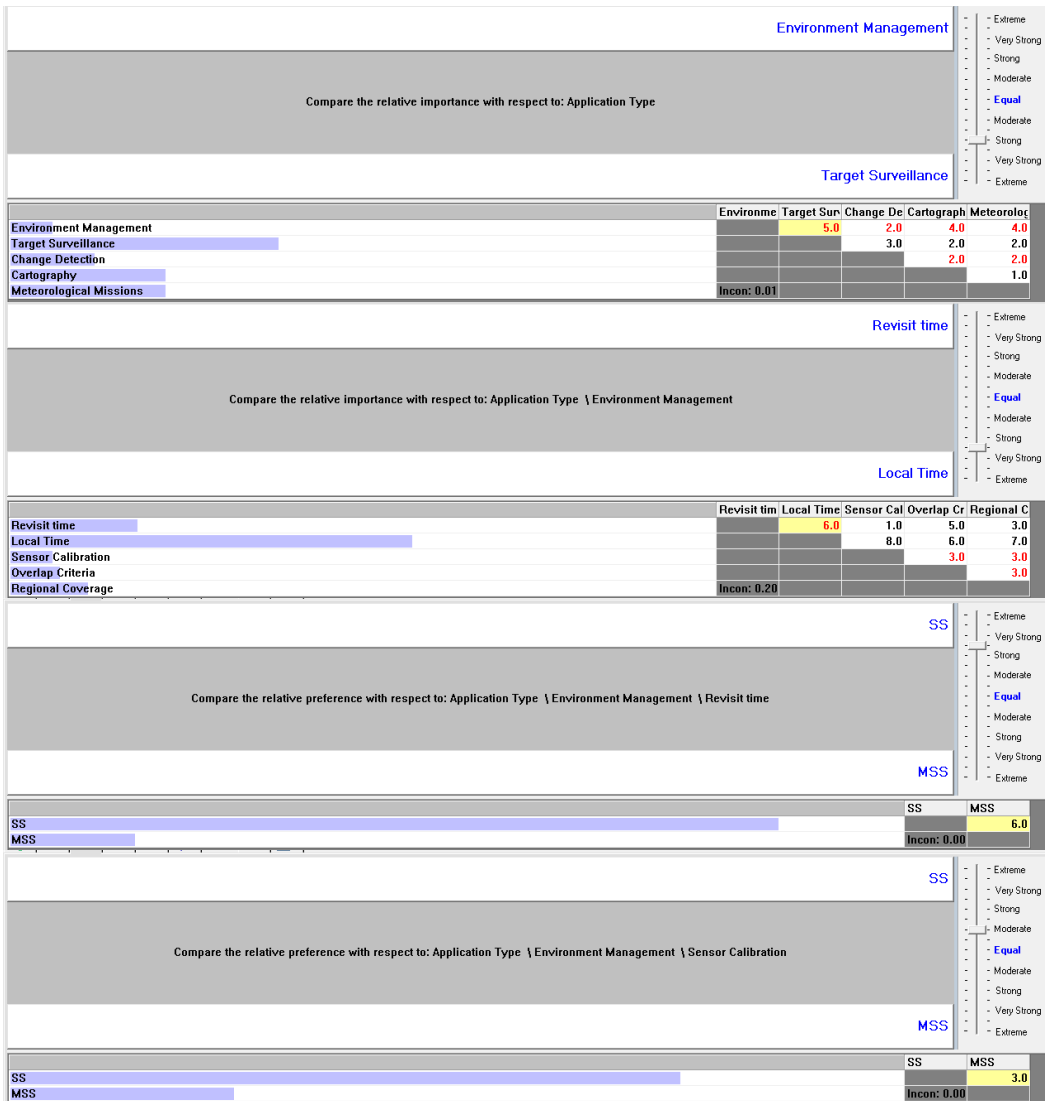 Environment Management
Extreme
Very Strong
Strong
Moderate
Equal
Moderate
Strong
Very Strong
Extreme
Compare the relative importance with respect to: Application Type
Target Surveillance
Environme Target Sur Change De Cartograph Meteorolog
Environment Management 5.0 2.0 4.0 4.0
Target Surveillance 3.0 2.0 2.0
Change Detection 2.0 2.0
Cartography 1.0
Meteorological Missions Incon: 0.01
Revisit time
Extreme
Very Strong
Strong
Moderate
Equal
Moderate
Strong
Very Strong
Extreme
Compare the relative importance with respect to: Application Type \ Environment Management
Local Time
Revisit tim Local Time Sensor Cal Overlap Cr Regional C
Revisit time 6.0 1.0 5.0 3.0
Local Time 8.0 6.0 7.0
Sensor Calibration 3.0 3.0
Overlap Criteria 3.0
Regional Coverage Incon: 0.20
SS
Extreme
Very Strong
Strong
Moderate
Equal
Moderate
Strong
Very Strong
Extreme
Compare the relative preference with respect to: Application Type \ Environment Management \ Revisit time
MSS
SS MSS
SS 6.0
MSS Incon: 0.00
SS
Extreme
Very Strong
Strong
Moderate
Equal
Moderate
Strong
Very Strong
Extreme
Compare the relative preference with respect to: Application Type \ Environment Management \ Sensor Calibration
MSS
SS MSS
SS 3.0
MSS Incon: 0.00